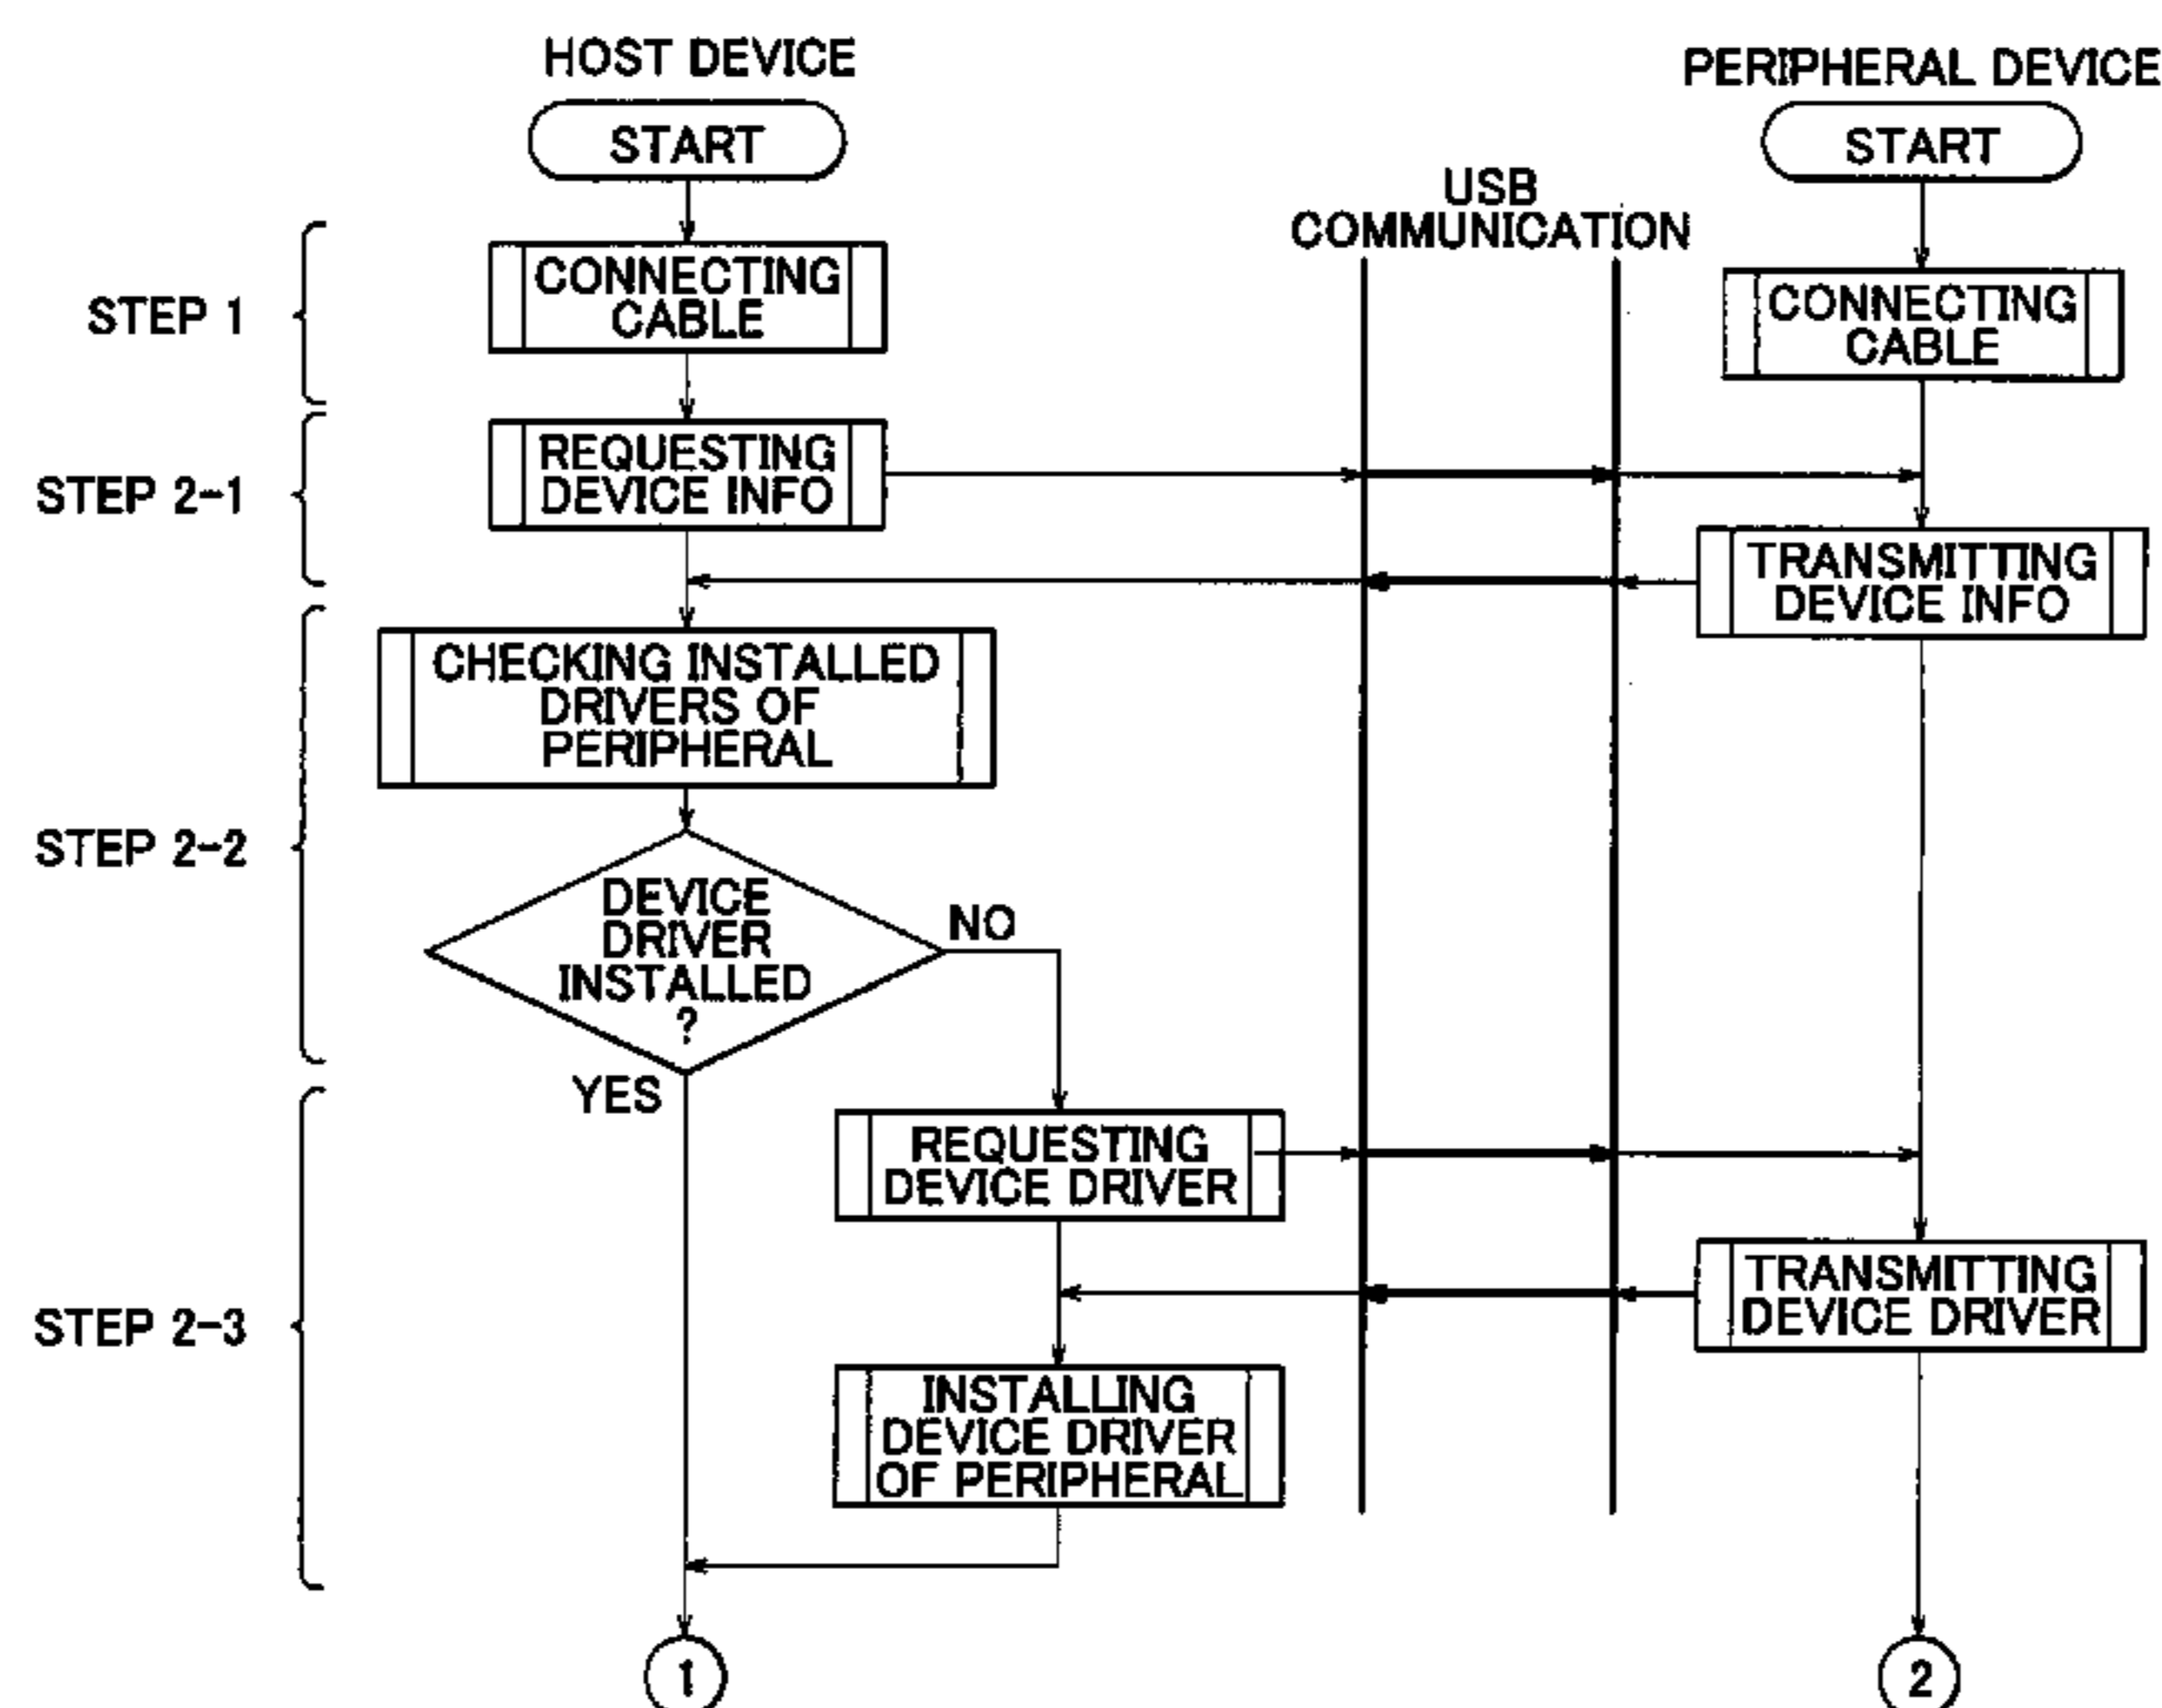 HOST DEVICE
PERIPHERAL DEVICE
START
START
USB
COMMUNICATION
STEP 1
CONNECTING
CABLE
CONNECTING
CABLE
STEP 2-1
REQUESTING
DEVICE INFO
TRANSMITTING
DEVICE INFO
STEP 2-2
CHECKING INSTALLED
DRIVERS OF
PERIPHERAL
DEVICE
DRIVER
INSTALLED
?
NO
YES
STEP 2-3
REQUESTING
DEVICE DRIVER
TRANSMITTING
DEVICE DRIVER
INSTALLING
DEVICE DRIVER
OF PERIPHERAL
1
2